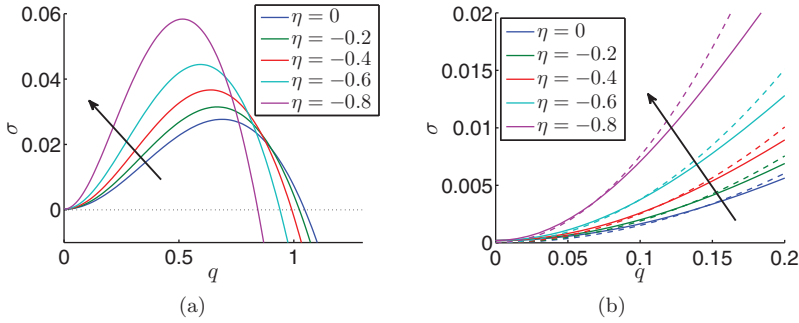 0.06
0.04
0.02
0
σ
0
0.5
1
q
η = 0
η = −0.2
η = −0.4
η = −0.6
η = −0.8
(a)
0.02
0.015
0.01
0.005
0
σ
0
0.05
0.1
0.15
0.2
q
η = 0
η = −0.2
η = −0.4
η = −0.6
η = −0.8
(b)